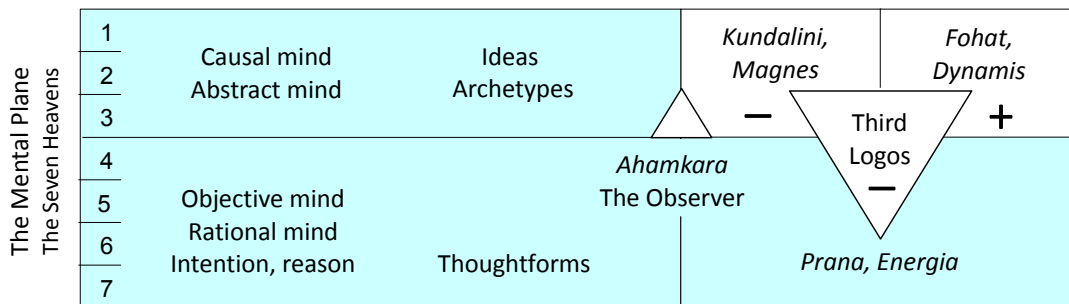 The Mental Plane
The Seven Heavens
1
2
3
4
5
6
7
Causal mind
Abstract mind
Ideas
Archetypes
Kundalini,
Magnes
−
Fohat,
Dynamis
+
Third
Logos
−
Ahamkara
The Observer
Objective mind
Rational mind
Intention, reason
Thoughtforms
Prana, Energia